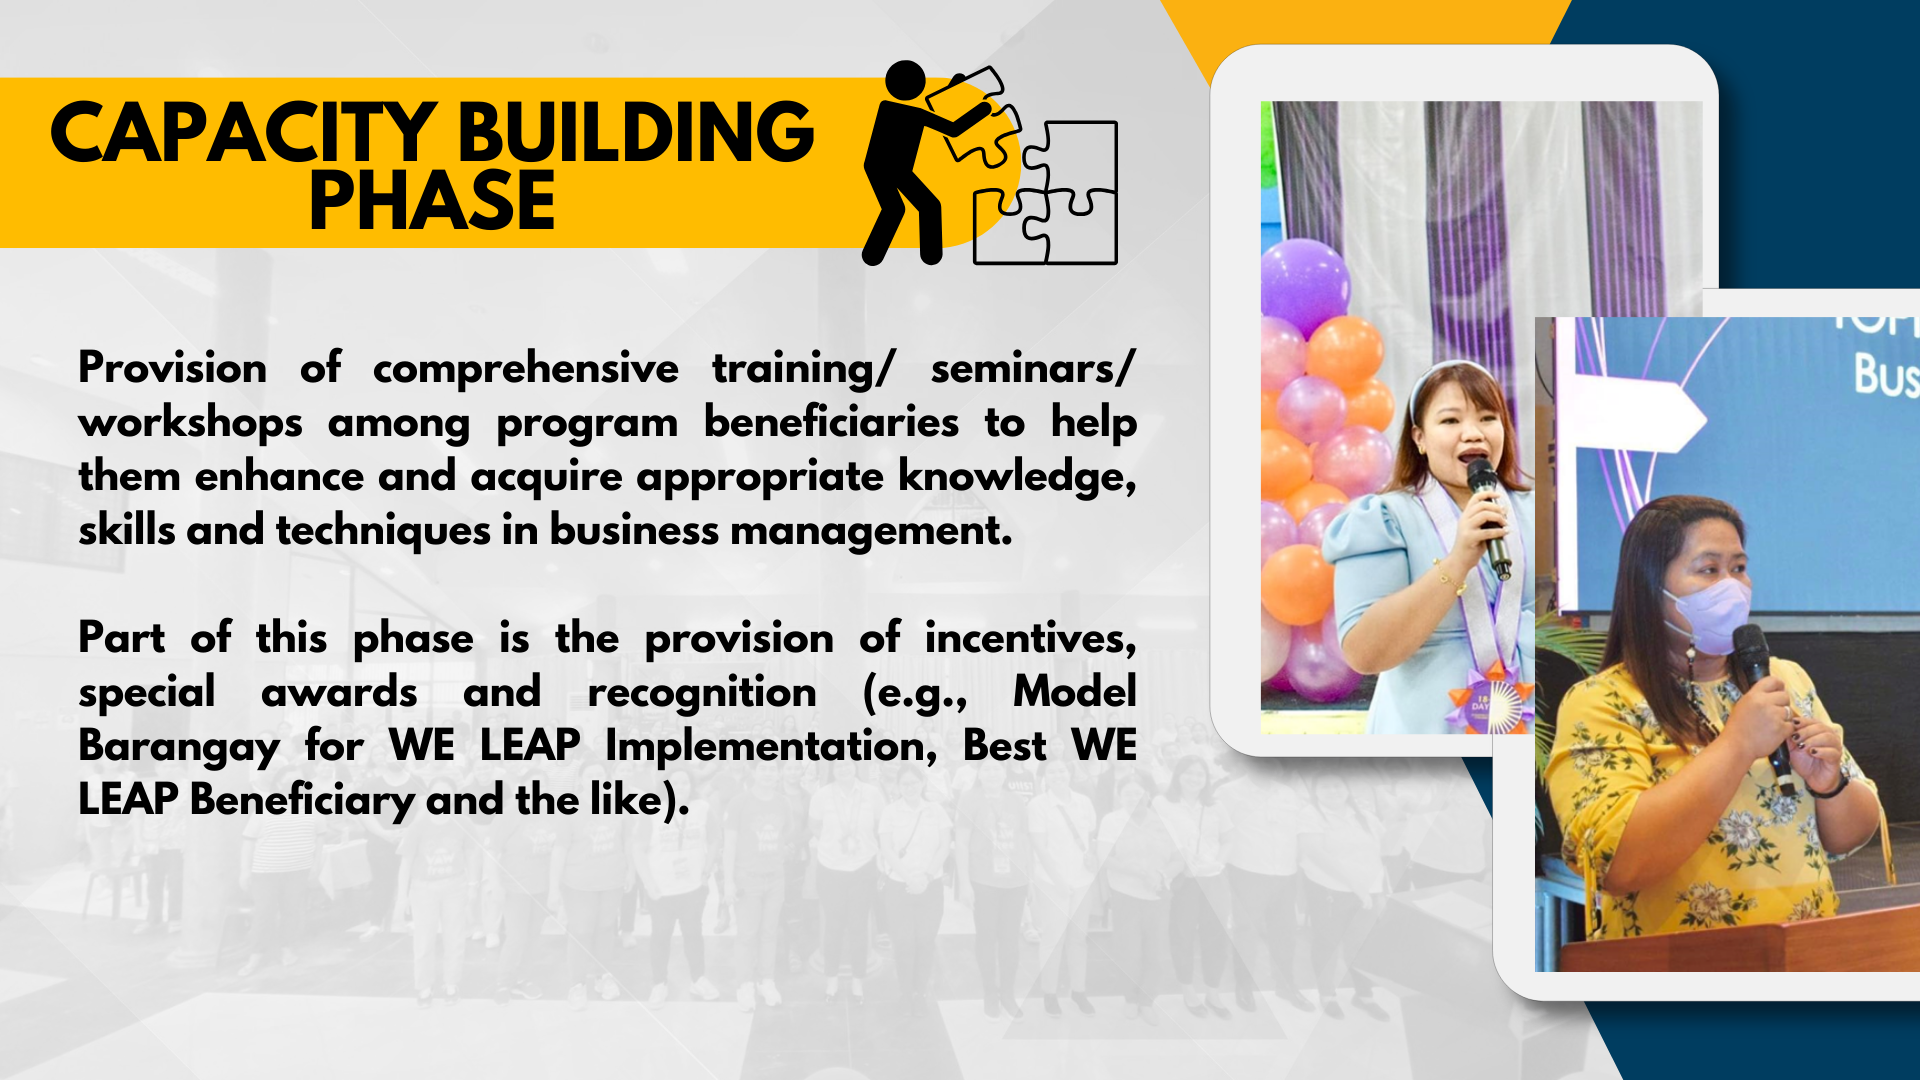 CAPACITY BUILDING
PHASE
Provision of comprehensive training/ seminars/
workshops among program beneficiaries to help
them enhance and acquire appropriate knowledge,
skills and techniques in business management.
Part of this phase is the provision of incentives,
special awards and recognition (e.g., Model
Barangay for WE LEAP Implementation, Best WE
LEAP Beneficiary and the like).
Bus
18-
DAY